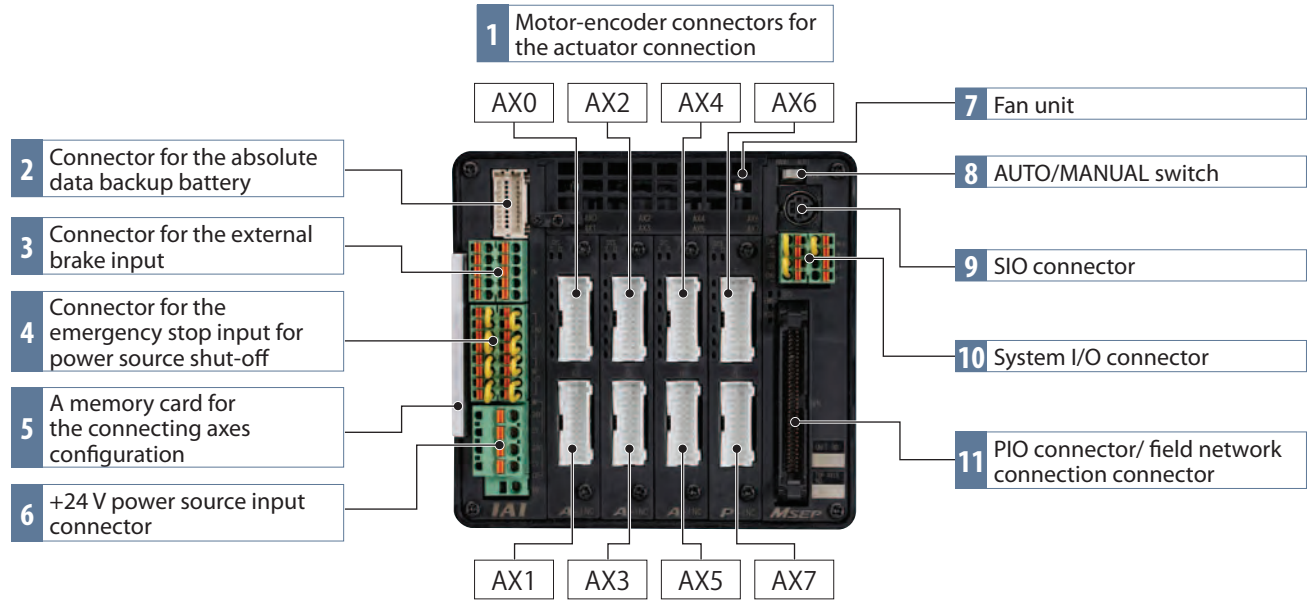 1 Motor-encoder connectors for
the actuator connection
AX0
AX2
AX4
AX6
2 Connector for the absolute
data backup battery
3 Connector for the external
brake input
4 Connector for the
emergency stop input for
power source shut-off
5 A memory card for
the connecting axes
configuration
6 +24 V power source input
connector
7 Fan unit
8 AUTO/MANUAL switch
9 SIO connector
10 System I/O connector
11 PIO connector/ field network
connection connector
IAI
MSEP
AX1
AX3
AX5
AX7